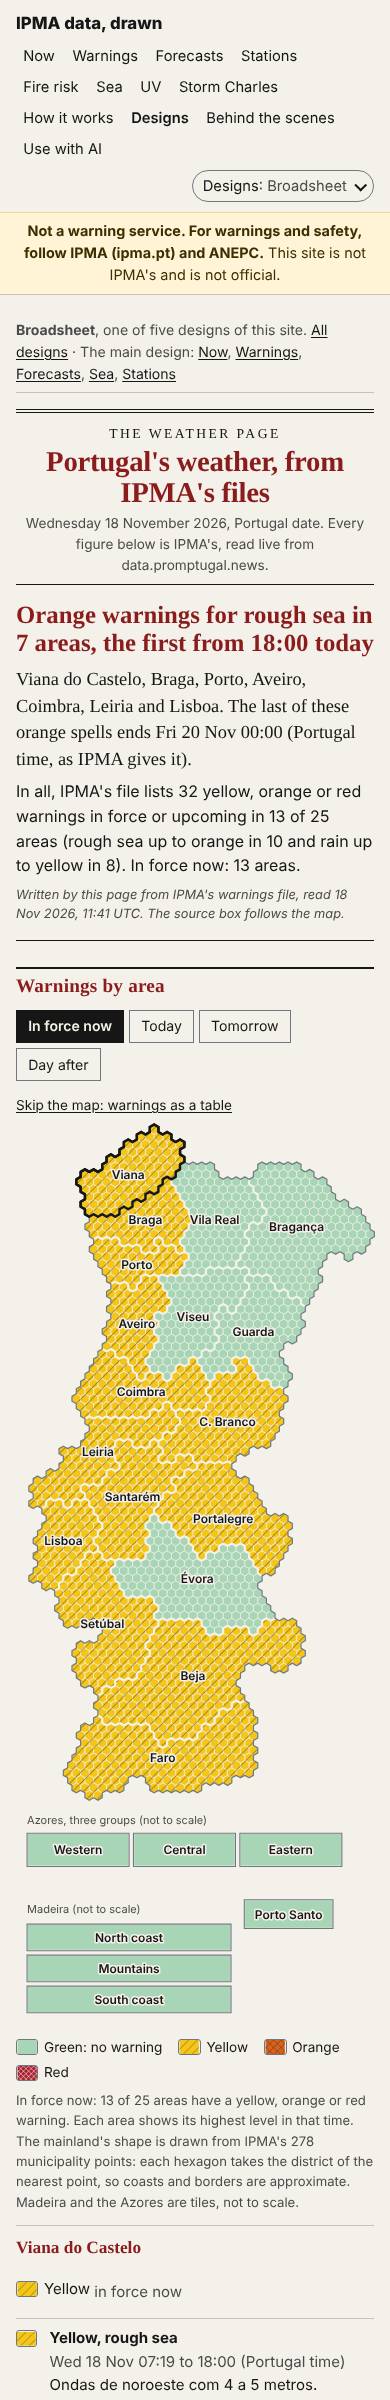 IPMA data, drawn
Now Warnings Forecasts Stations
Fire risk Sea UV Storm Charles
How it works Designs Behind the scenes
Use with AI
Designs: Broadsheet
Not a warning service. For warnings and safety,
follow IPMA (ipma.pt) and ANEPC. This site is not
IPMA's and is not official.
Broadsheet, one of five designs of this site. All
designs · The main design: Now, Warnings,
Forecasts, Sea, Stations
THE WEATHER PAGE
Portugal's weather, from
IPMA's files
Wednesday 18 November 2026, Portugal date. Every
figure below is IPMA's, read live from
data.promptugal.news.
Orange warnings for rough sea in
7 areas, the first from 18:00 today
Viana do Castelo, Braga, Porto, Aveiro,
Coimbra, Leiria and Lisboa. The last of these
orange spells ends Fri 20 Nov 00:00 (Portugal
time, as IPMA gives it).
In all, IPMA's file lists 32 yellow, orange or red
warnings in force or upcoming in 13 of 25
areas (rough sea up to orange in 10 and rain up
to yellow in 8). In force now: 13 areas.
Written by this page from IPMA's warnings file, read 18
Nov 2026, 11:41 UTC. The source box follows the map.
Warnings by area
In force now Today Tomorrow
Day after
Skip the map: warnings as a table
Viana
Braga Vila Real Bragança
Porto
Aveiro Viseu Guarda
Coimbra
C. Branco
Leiria
Santarém
Portalegre
Lisboa
Évora
Setúbal
Beja
Faro
Azores, three groups (not to scale)
Western Central Eastern
Madeira (not to scale) Porto Santo
North coast
Mountains
South coast
Green: no warning Yellow Orange
Red
In force now: 13 of 25 areas have a yellow, orange or red
warning. Each area shows its highest level in that time.
The mainland's shape is drawn from IPMA's 278
municipality points: each hexagon takes the district of the
nearest point, so coasts and borders are approximate.
Madeira and the Azores are tiles, not to scale.
Viana do Castelo
Yellow in force now
Yellow, rough sea
Wed 18 Nov 07:19 to 18:00 (Portugal time)
Ondas de noroeste com 4 a 5 metros.